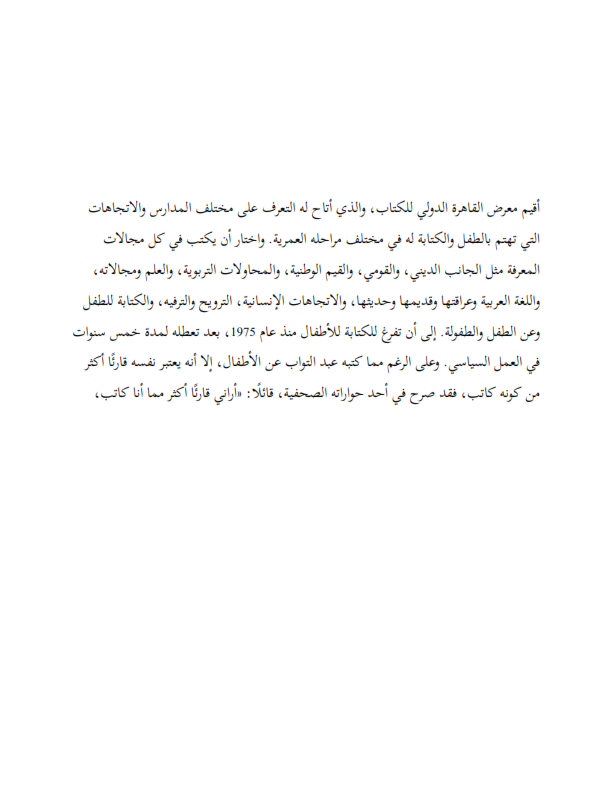 أقيم معرض القاهرة الدولي للكتاب، والذي أتاح له التعرف على مختلف المدارس والاتجاهات
التي تهتم بالطفل والكتابة له في مختلف مراحله العمرية. واختار أن يكتب في كل مجالات
المعرفة مثل الجانب الديني، والقومي، والقيم الوطنية، والمحاولات التربوية، والعلم ومجالاته،
واللغة العربية وعراقتها وقديمها وحديثها، والاتجاهات الإنسانية، الترويح والترفيه، والكتابة للطفل
وعن الطفل والطفولة. إلى أن تفرغ للكتابة للأطفال منذ عام 1975، بعد تعطله لمدة خمس سنوات
في العمل السياسي. وعلى الرغم مما كتبه عبد التواب عن الأطفال، إلا أنه يعتبر نفسه قارئًا أكثر
من كونه كاتب، فقد صرح في أحد حواراته الصحفية، قائلًا: «أراني قارئًا أكثر مما أنا كاتب،